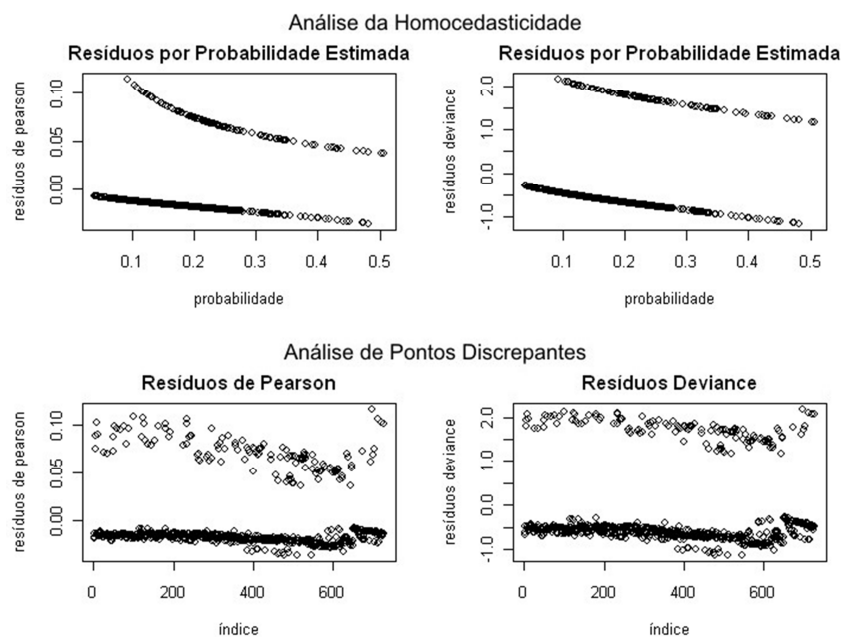 Análise da Homocedasticidade
Resíduos por Probabilidade Estimada
resíduos de pearson
0.10
0.05
0.00
0.1 0.2 0.3 0.4 0.5
probabilidade
Resíduos por Probabilidade Estimada
resíduos deviance
2.0
1.0
0.0
-1.0
0.1 0.2 0.3 0.4 0.5
probabilidade
Análise de Pontos Discrepantes
Resíduos de Pearson
resíduos de pearson
0.10
0.05
0.00
0 200 400 600
índice
Resíduos Deviance
resíduos deviance
2.0
1.0
0.0
-1.0
0 200 400 600
índice